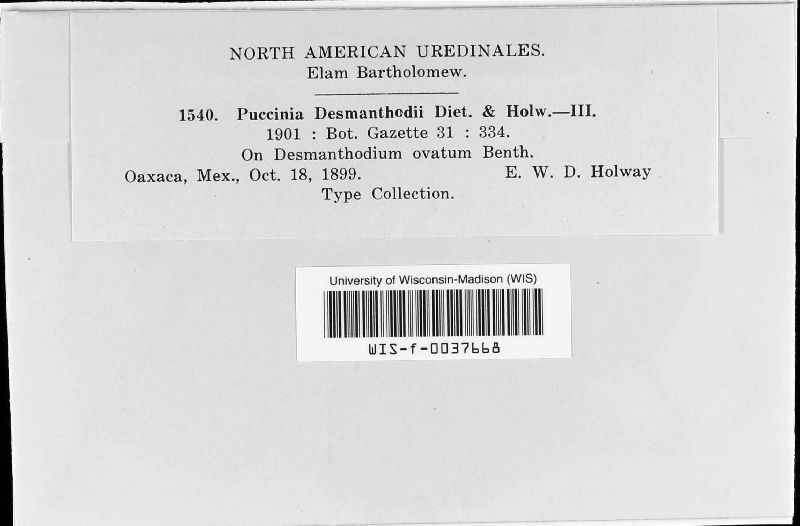 NORTH AMERICAN UREDINALES.
Elam Bartholomew.
1540. Puccinia Desmanthodii Diet. & Holw.—III.
1901 : Bot. Gazette 31 : 334.
On Desmanthodium ovatum Benth.
Oaxaca, Mex., Oct. 18, 1899. E. W. D. Holway
Type Collection.
University of Wisconsin-Madison (WIS)
WIS-f-0037668